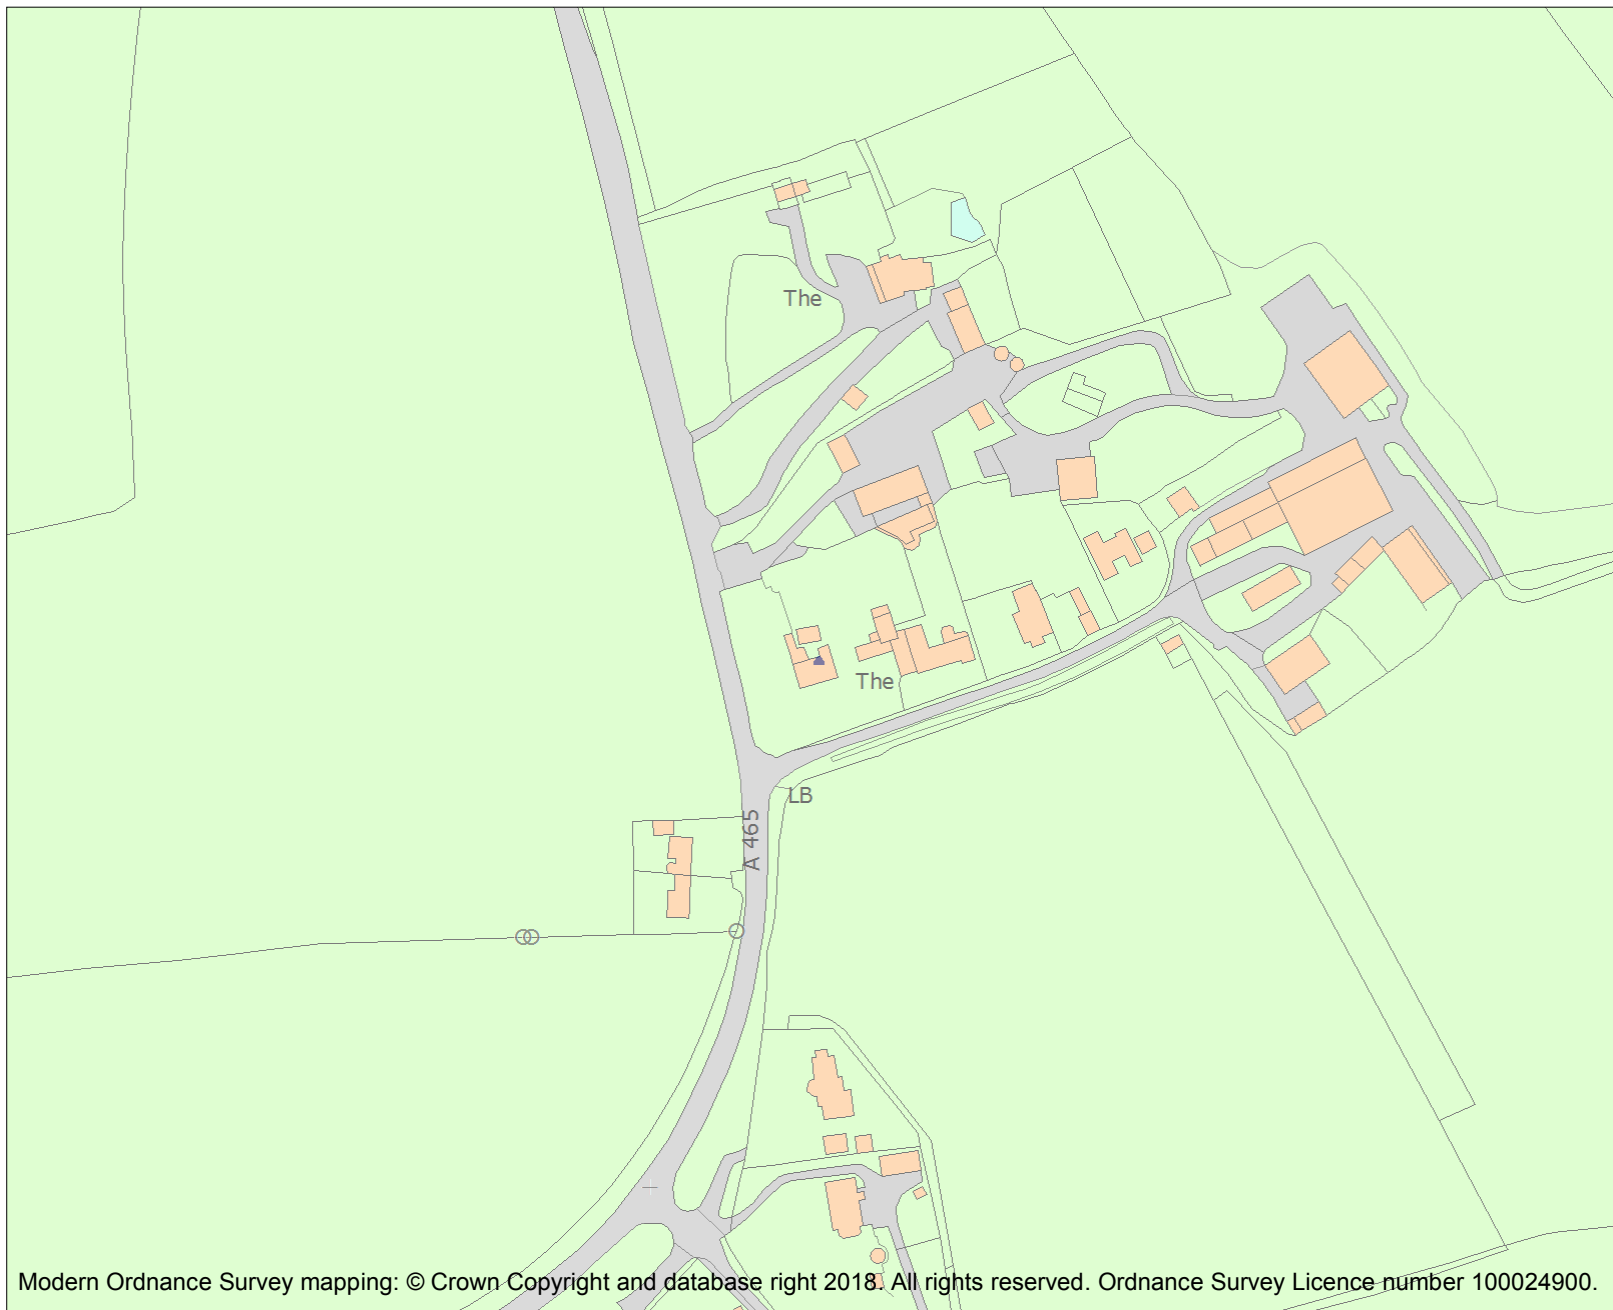 The
The
LB
A 465
Modern Ordnance Survey mapping: © Crown Copyright and database right 2018. All rights reserved. Ordnance Survey Licence number 100024900.